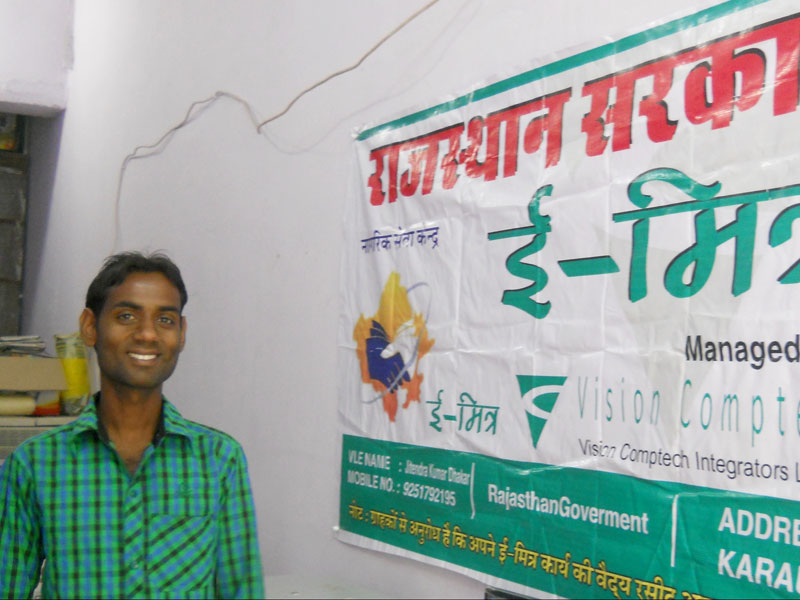 राजस्थान सरका
नागरिक सेवा केन्द्र
ई-मित्र
Managed
ई-मित्र
Vision Compte
Vision Comptech Integrators L
VLE NAME : Jitendra Kumar Dhakar
MOBILE NO. : 9251792195
RajasthanGoverment
ADDRE
KARA
नोट : ग्राहकों से अनुरोध है कि अपने ई-मित्र कार्य की वैद्य रसीद